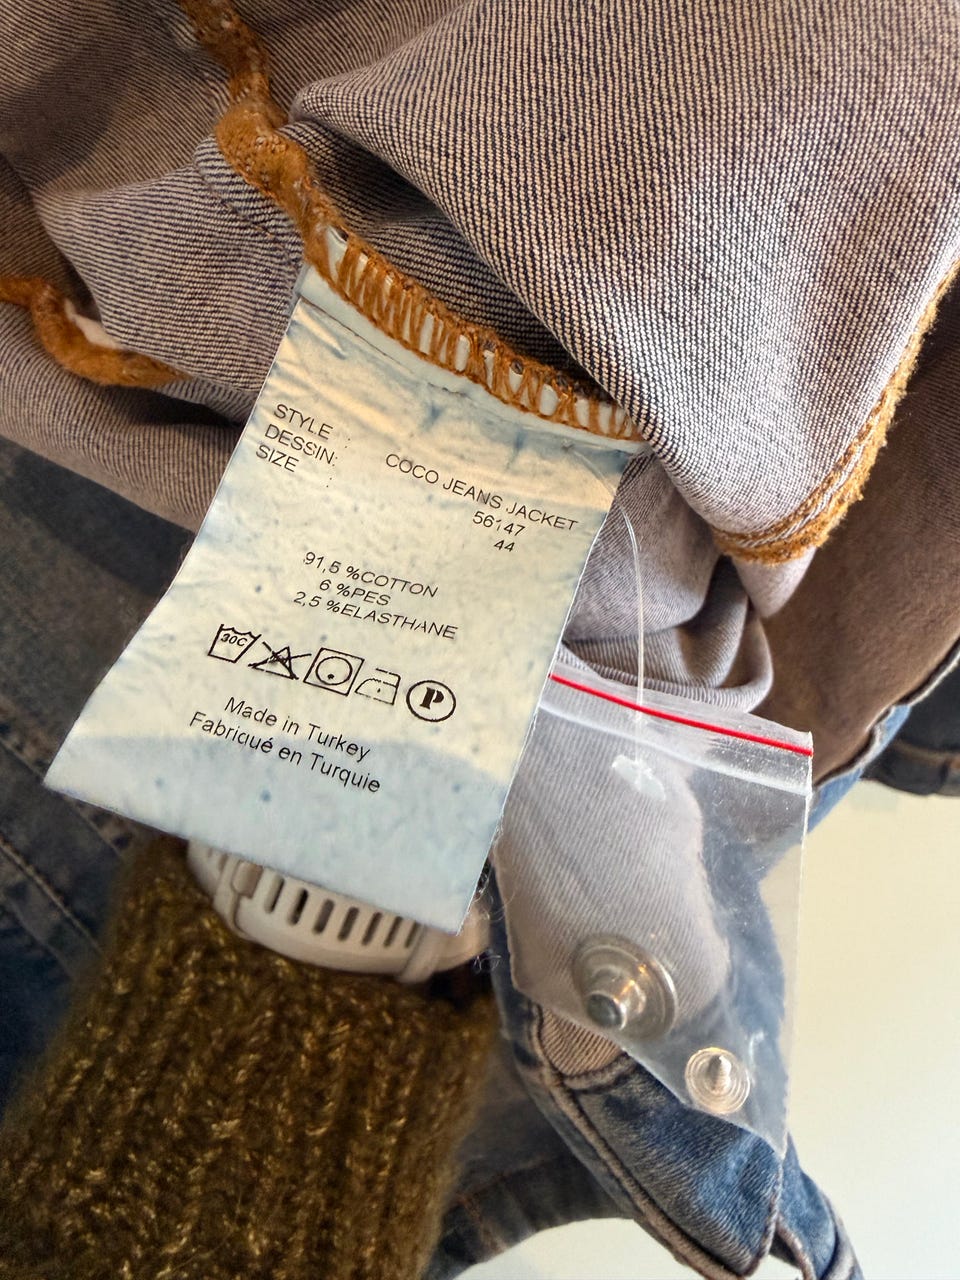 STYLE : COCO JEANS JACKET
DESSIN: 56147
SIZE : 44
91,5 %COTTON
6 %PES
2,5 %ELASTHANE
30C P
Made in Turkey
Fabriqué en Turquie